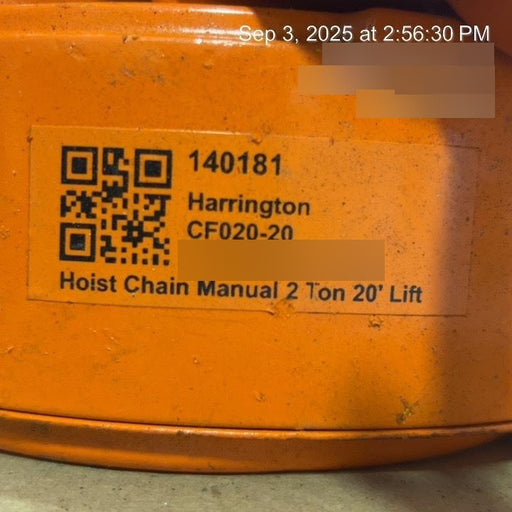 Sep 3, 2025 at 2:56:30 PM
140181
Harrington
CF020-20
Hoist Chain Manual 2 Ton 20' Lift